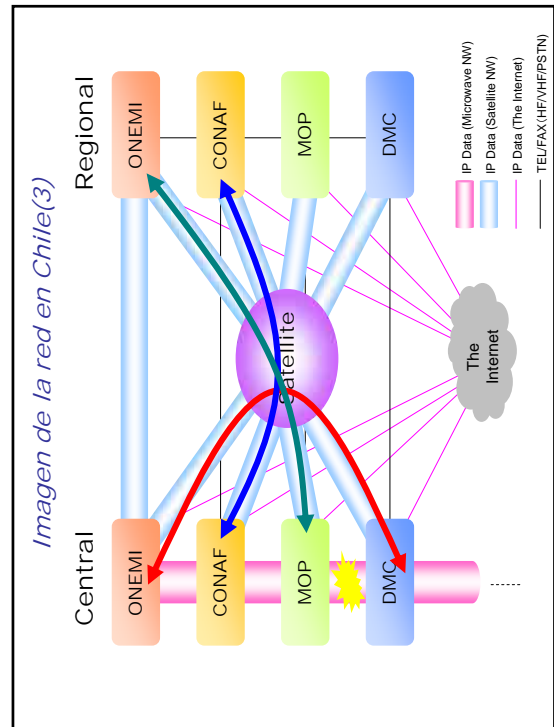 Imagen de la red en Chile(3)
Central
Regional
ONEMI
ONEMI
CONAF
CONAF
satellite
MOP
MOP
DMC
DMC
The
Internet
IP Data (Microwave NW)
IP Data (Satellite NW)
IP Data (The Internet)
TEL/FAX(HF/VHF/PSTN)